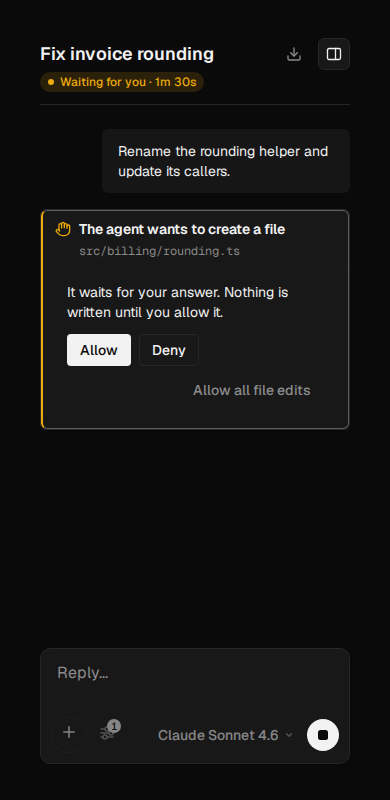 Fix invoice rounding
Waiting for you · 1m 30s
Rename the rounding helper and
update its callers.
The agent wants to create a file
src/billing/rounding.ts
It waits for your answer. Nothing is
written until you allow it.
Allow
Deny
Allow all file edits
Reply…
1
Claude Sonnet 4.6